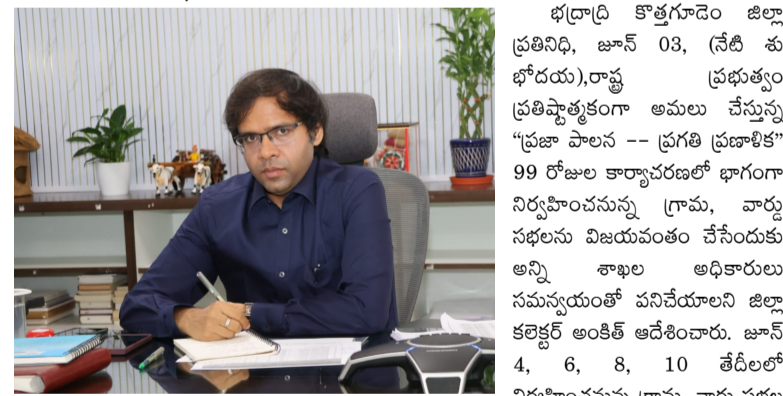 భద్రాద్రి కొత్తగూడెం జిల్లా
ప్రతినిధి, జూన్ 03, (నేటి శు
భోదయ),రాష్ట్ర ప్రభుత్వం
ప్రతిష్టాత్మకంగా అమలు చేస్తున్న
“ప్రజా పాలన -- ప్రగతి ప్రణాళిక”
99 రోజుల కార్యాచరణలో భాగంగా
నిర్వహించనున్న గ్రామ, వార్డు
సభలను విజయవంతం చేసేందుకు
అన్ని శాఖల అధికారులు
సమన్వయంతో పనిచేయాలని జిల్లా
కలెక్టర్ అంకిత్ ఆదేశించారు. జూన్
4, 6, 8, 10 తేదీలలో